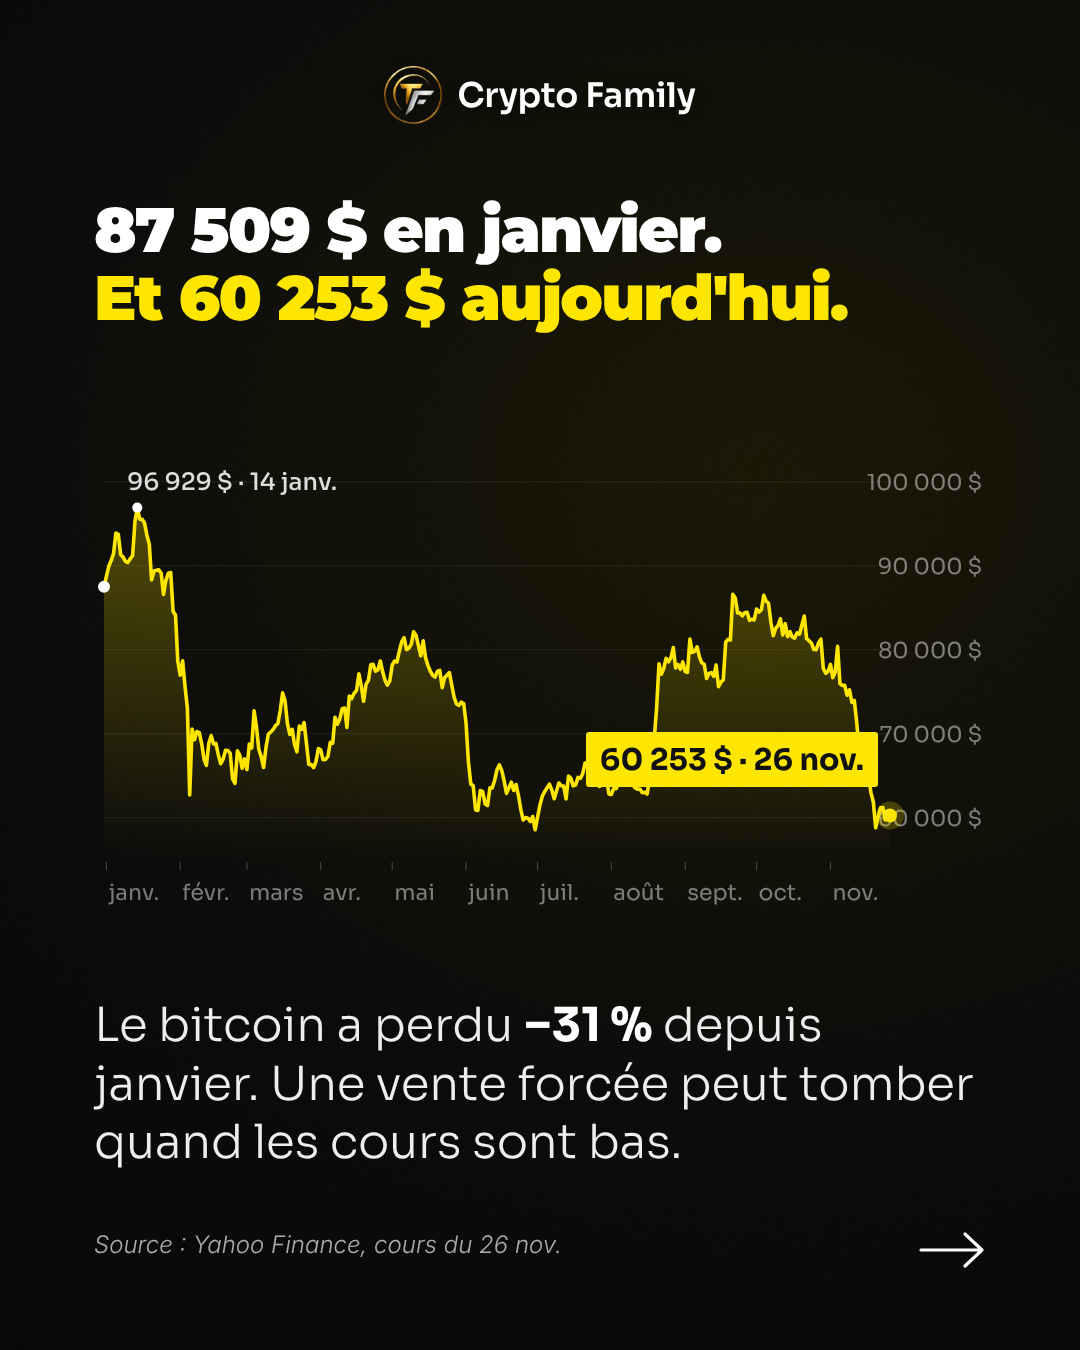 TF Crypto Family
87 509 $ en janvier.
Et 60 253 $ aujourd'hui.
96 929 $ · 14 janv.
100 000 $
90 000 $
80 000 $
70 000 $
60 253 $ · 26 nov.
60 000 $
janv. févr. mars avr. mai juin juil. août sept. oct. nov.
Le bitcoin a perdu –31 % depuis
janvier. Une vente forcée peut tomber
quand les cours sont bas.
Source : Yahoo Finance, cours du 26 nov.